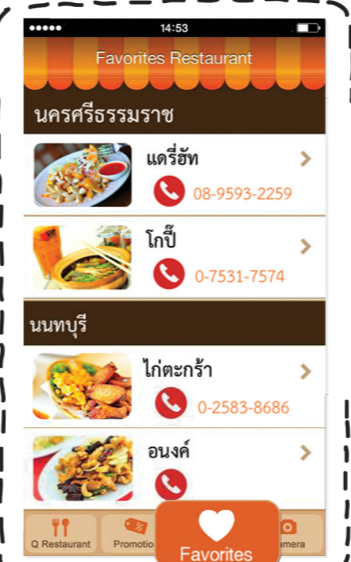 14:53
Favorites Restaurant
นครศรีธรรมราช
แดรี่ฮัท
08-9593-2259
โกปี๊
0-7531-7574
นนทบุรี
ไก่ตะกร้า
0-2583-8686
อนงค์
Q Restaurant
Favorites